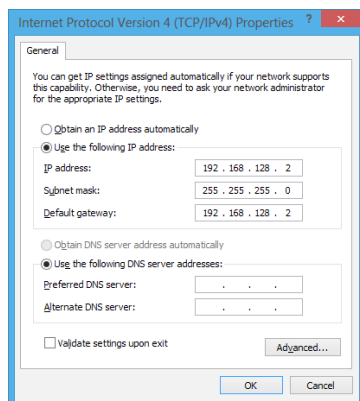 Internet Protocol Version 4 (TCP/IPv4) Properties ? x
General
You can get IP settings assigned automatically if your network supports
this capability. Otherwise, you need to ask your network administrator
for the appropriate IP settings.
Obtain an IP address automatically
Use the following IP address:
IP address: 192 . 168 . 128 . 2
Subnet mask: 255 . 255 . 255 . 0
Default gateway: 192 . 168 . 128 . 2
Obtain DNS server address automatically
Use the following DNS server addresses:
Preferred DNS server: . . .
Alternate DNS server: . . .
Validate settings upon exit
Advanced...
OK Cancel